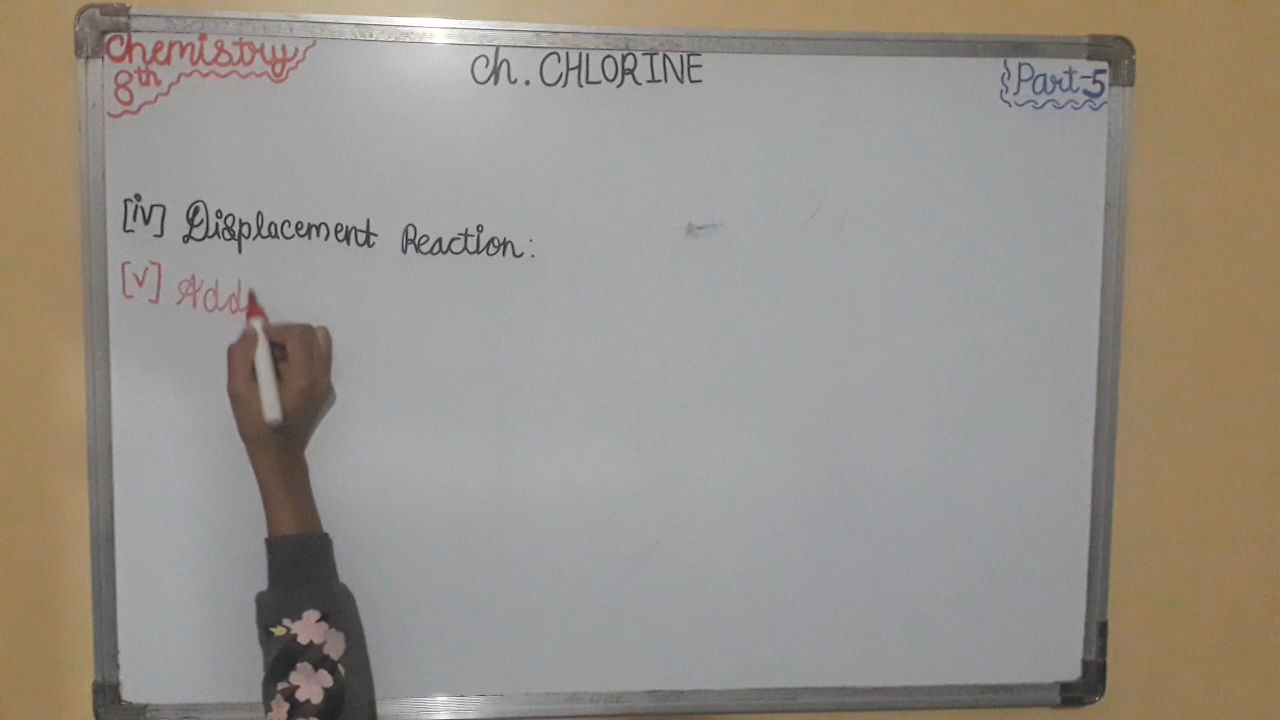 Chemistry
8th
Ch. CHLORINE
Part-5
[iv] Displacement Reaction:
[v] Add